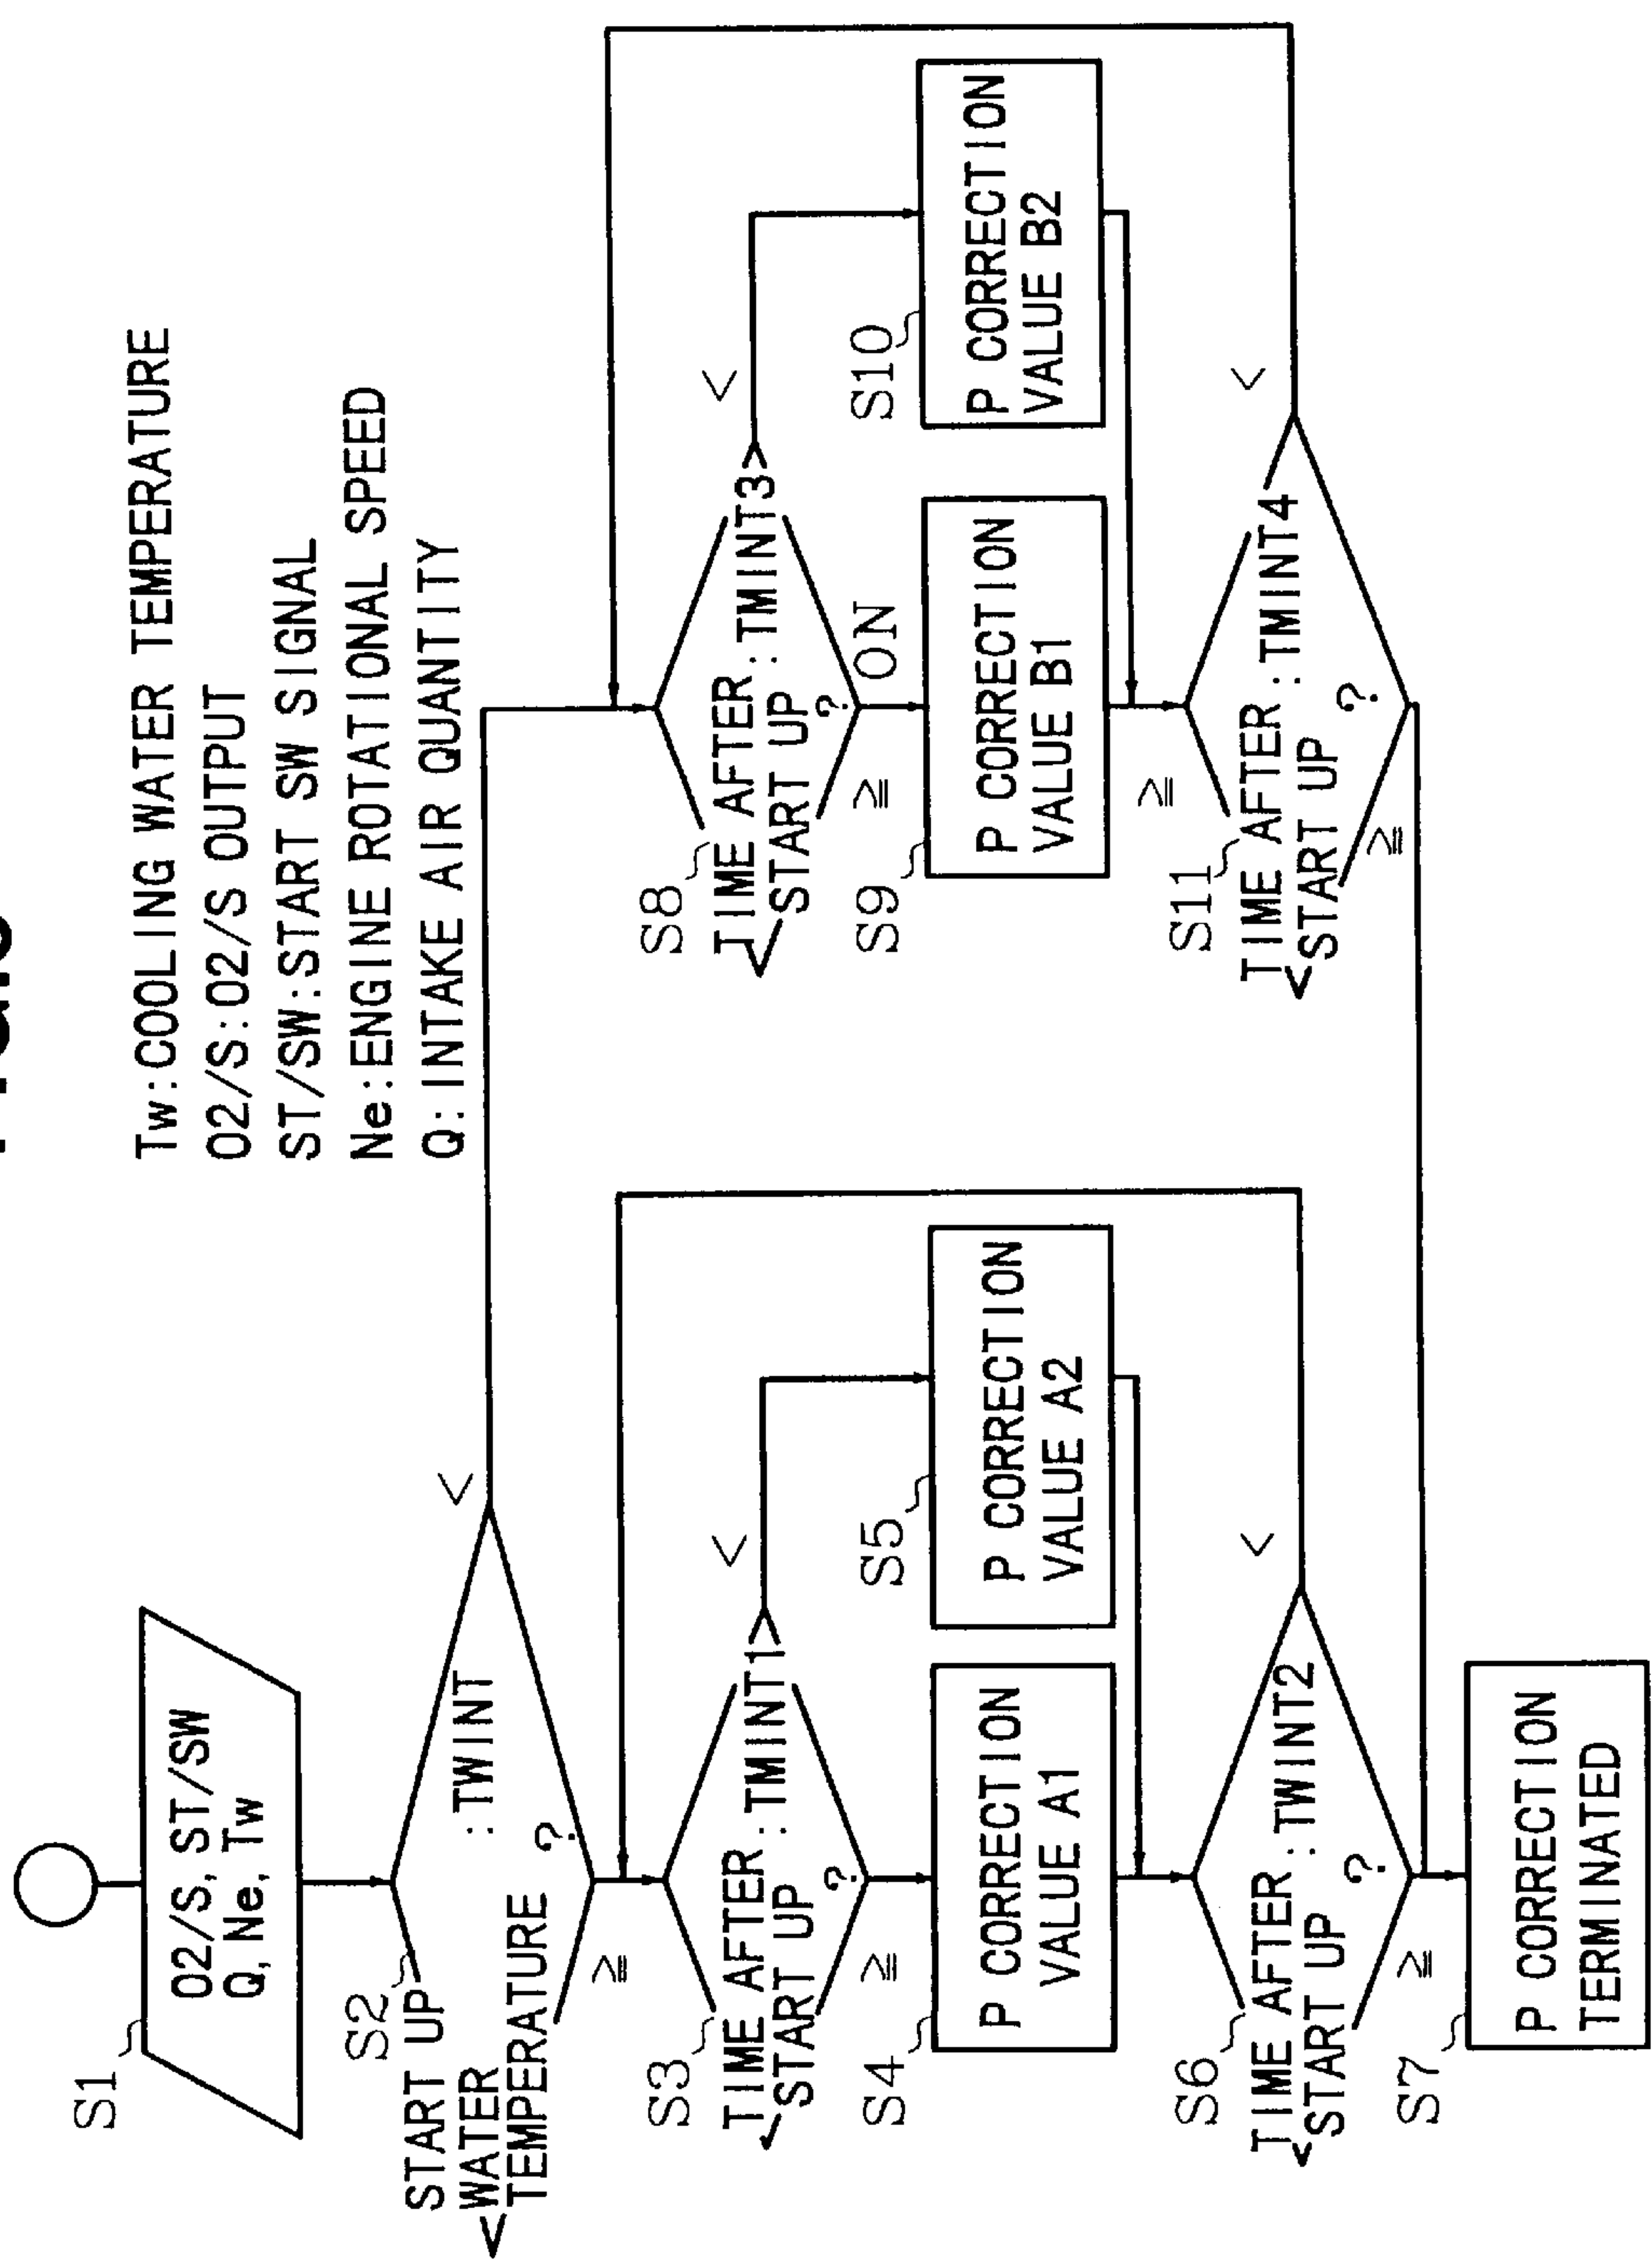 Tw:COOLING WATER TEMPERATURE
O2/S:O2/S OUTPUT
ST/SW:START SW SIGNAL
Ne:ENGINE ROTATIONAL SPEED
Q:INTAKE AIR QUANTITY
S1
O2/S, ST/SW
Q, Ne, Tw
S2
START UP
WATER
TEMPERATURE
:TWINT
?
<
≧
S3
TIME AFTER
START UP
:TMINT1
?
<
≧
S4
P CORRECTION
VALUE A1
S5
P CORRECTION
VALUE A2
S6
TIME AFTER
START UP
:TWINT2
?
<
≧
S7
P CORRECTION
TERMINATED
S8
TIME AFTER
START UP
:TMINT3
?
<
≧
ON
S9
P CORRECTION
VALUE B1
≧
S10
P CORRECTION
VALUE B2
S11
TIME AFTER
START UP
:TMINT4
?
<
≧